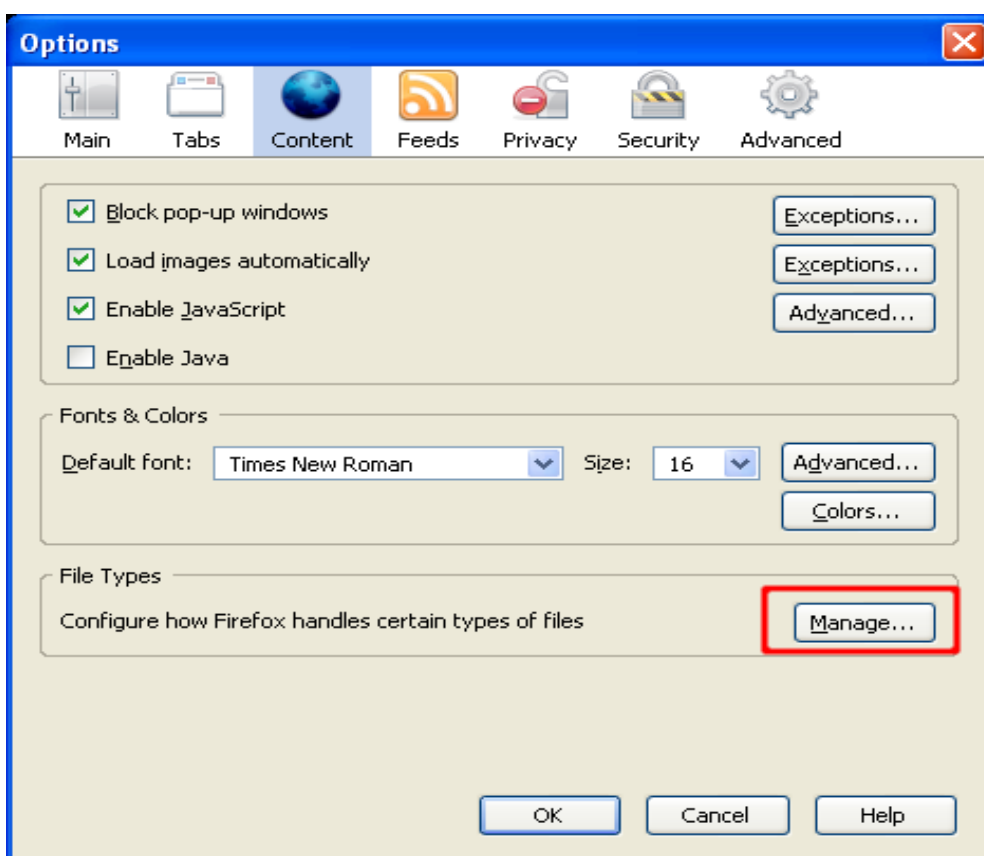 Options
Main Tabs Content Feeds Privacy Security Advanced
Block pop-up windows Exceptions...
Load images automatically Exceptions...
Enable JavaScript Advanced...
Enable Java
Fonts & Colors
Default font: Times New Roman Size: 16 Advanced...
Colors...
File Types
Configure how Firefox handles certain types of files Manage...
OK Cancel Help